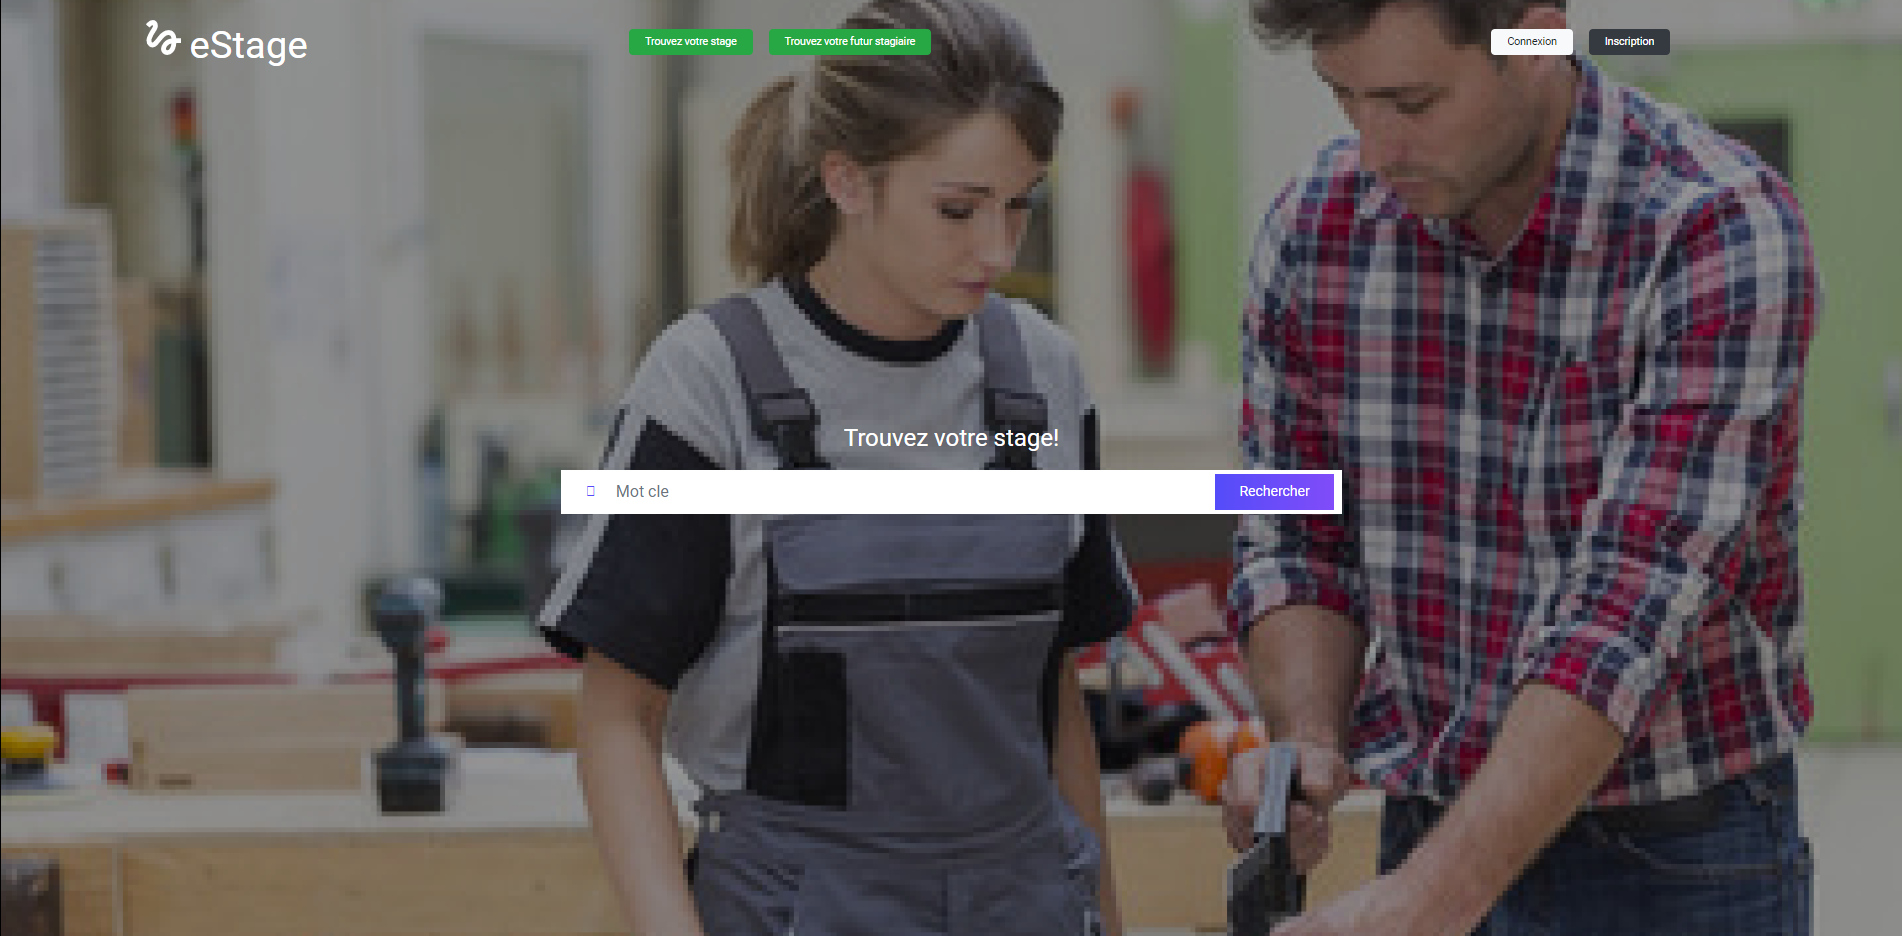 eStage
Trouvez votre stage
Trouvez votre futur stagiaire
Connexion
Inscription
Trouvez votre stage!
Mot cle
Rechercher